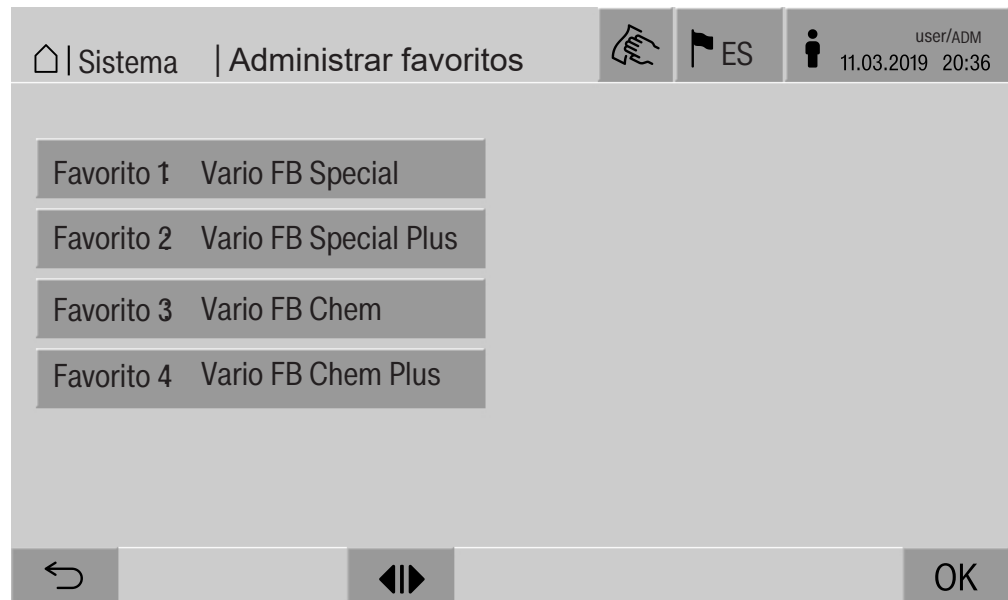 | Sistema | Administrar favoritos
ES
user/ADM
11.03.2019 20:36
Favorito 1 Vario FB Special
Favorito 2 Vario FB Special Plus
Favorito 3 Vario FB Chem
Favorito 4 Vario FB Chem Plus
OK